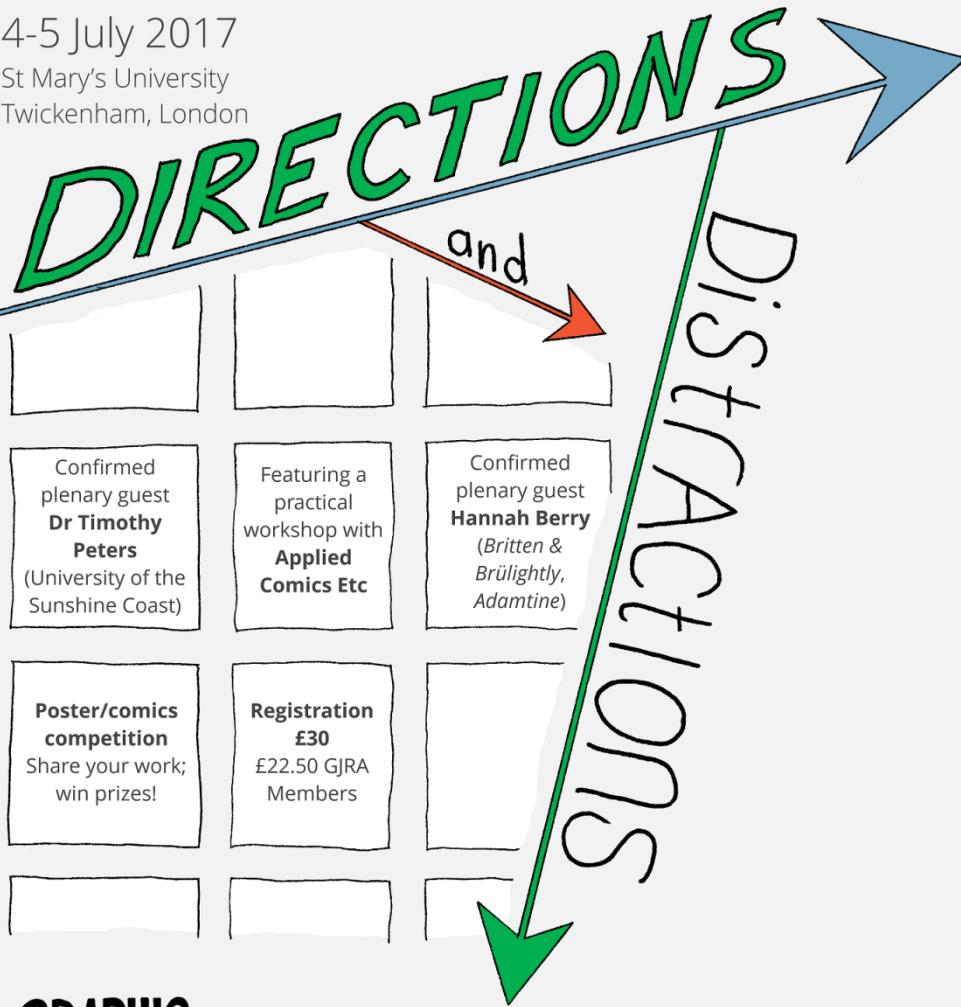 4-5 July 2017
St Mary's University
Twickenham, London
DIRECTIONS
and
DistrActIOnS
Confirmed
plenary guest
Dr Timothy
Peters
(University of the
Sunshine Coast)
Featuring a
practical
workshop with
Applied
Comics Etc
Confirmed
plenary guest
Hannah Berry
(Britten &
Brülightly,
Adamtine)
Poster/comics
competition
Share your work;
win prizes!
Registration
£30
£22.50 GJRA
Members
GRAPHIC